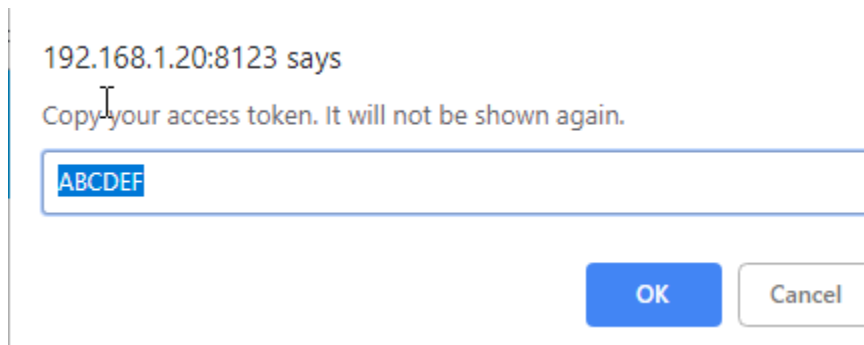 192.168.1.20:8123 says
Copy your access token. It will not be shown again.
ABCDEF
OK
Cancel